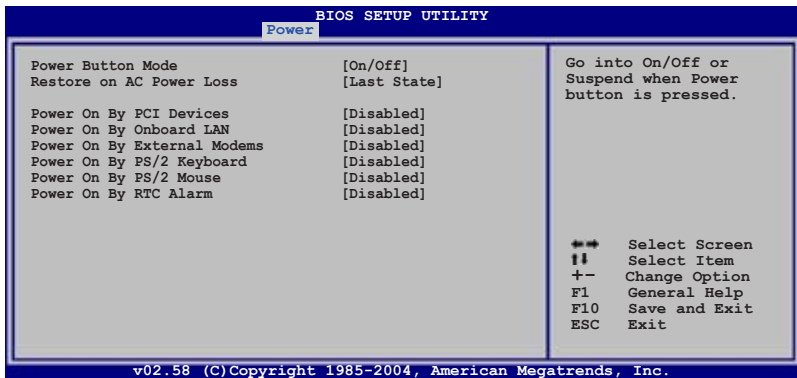 BIOS SETUP UTILITY
Power
Power Button Mode [On/Off]
Restore on AC Power Loss [Last State]
Power On By PCI Devices [Disabled]
Power On By Onboard LAN [Disabled]
Power On By External Modems [Disabled]
Power On By PS/2 Keyboard [Disabled]
Power On By PS/2 Mouse [Disabled]
Power On By RTC Alarm [Disabled]
Go into On/Off or
Suspend when Power
button is pressed.
←→ Select Screen
↑↓ Select Item
+- Change Option
F1 General Help
F10 Save and Exit
ESC Exit
v02.58 (C)Copyright 1985-2004, American Megatrends, Inc.